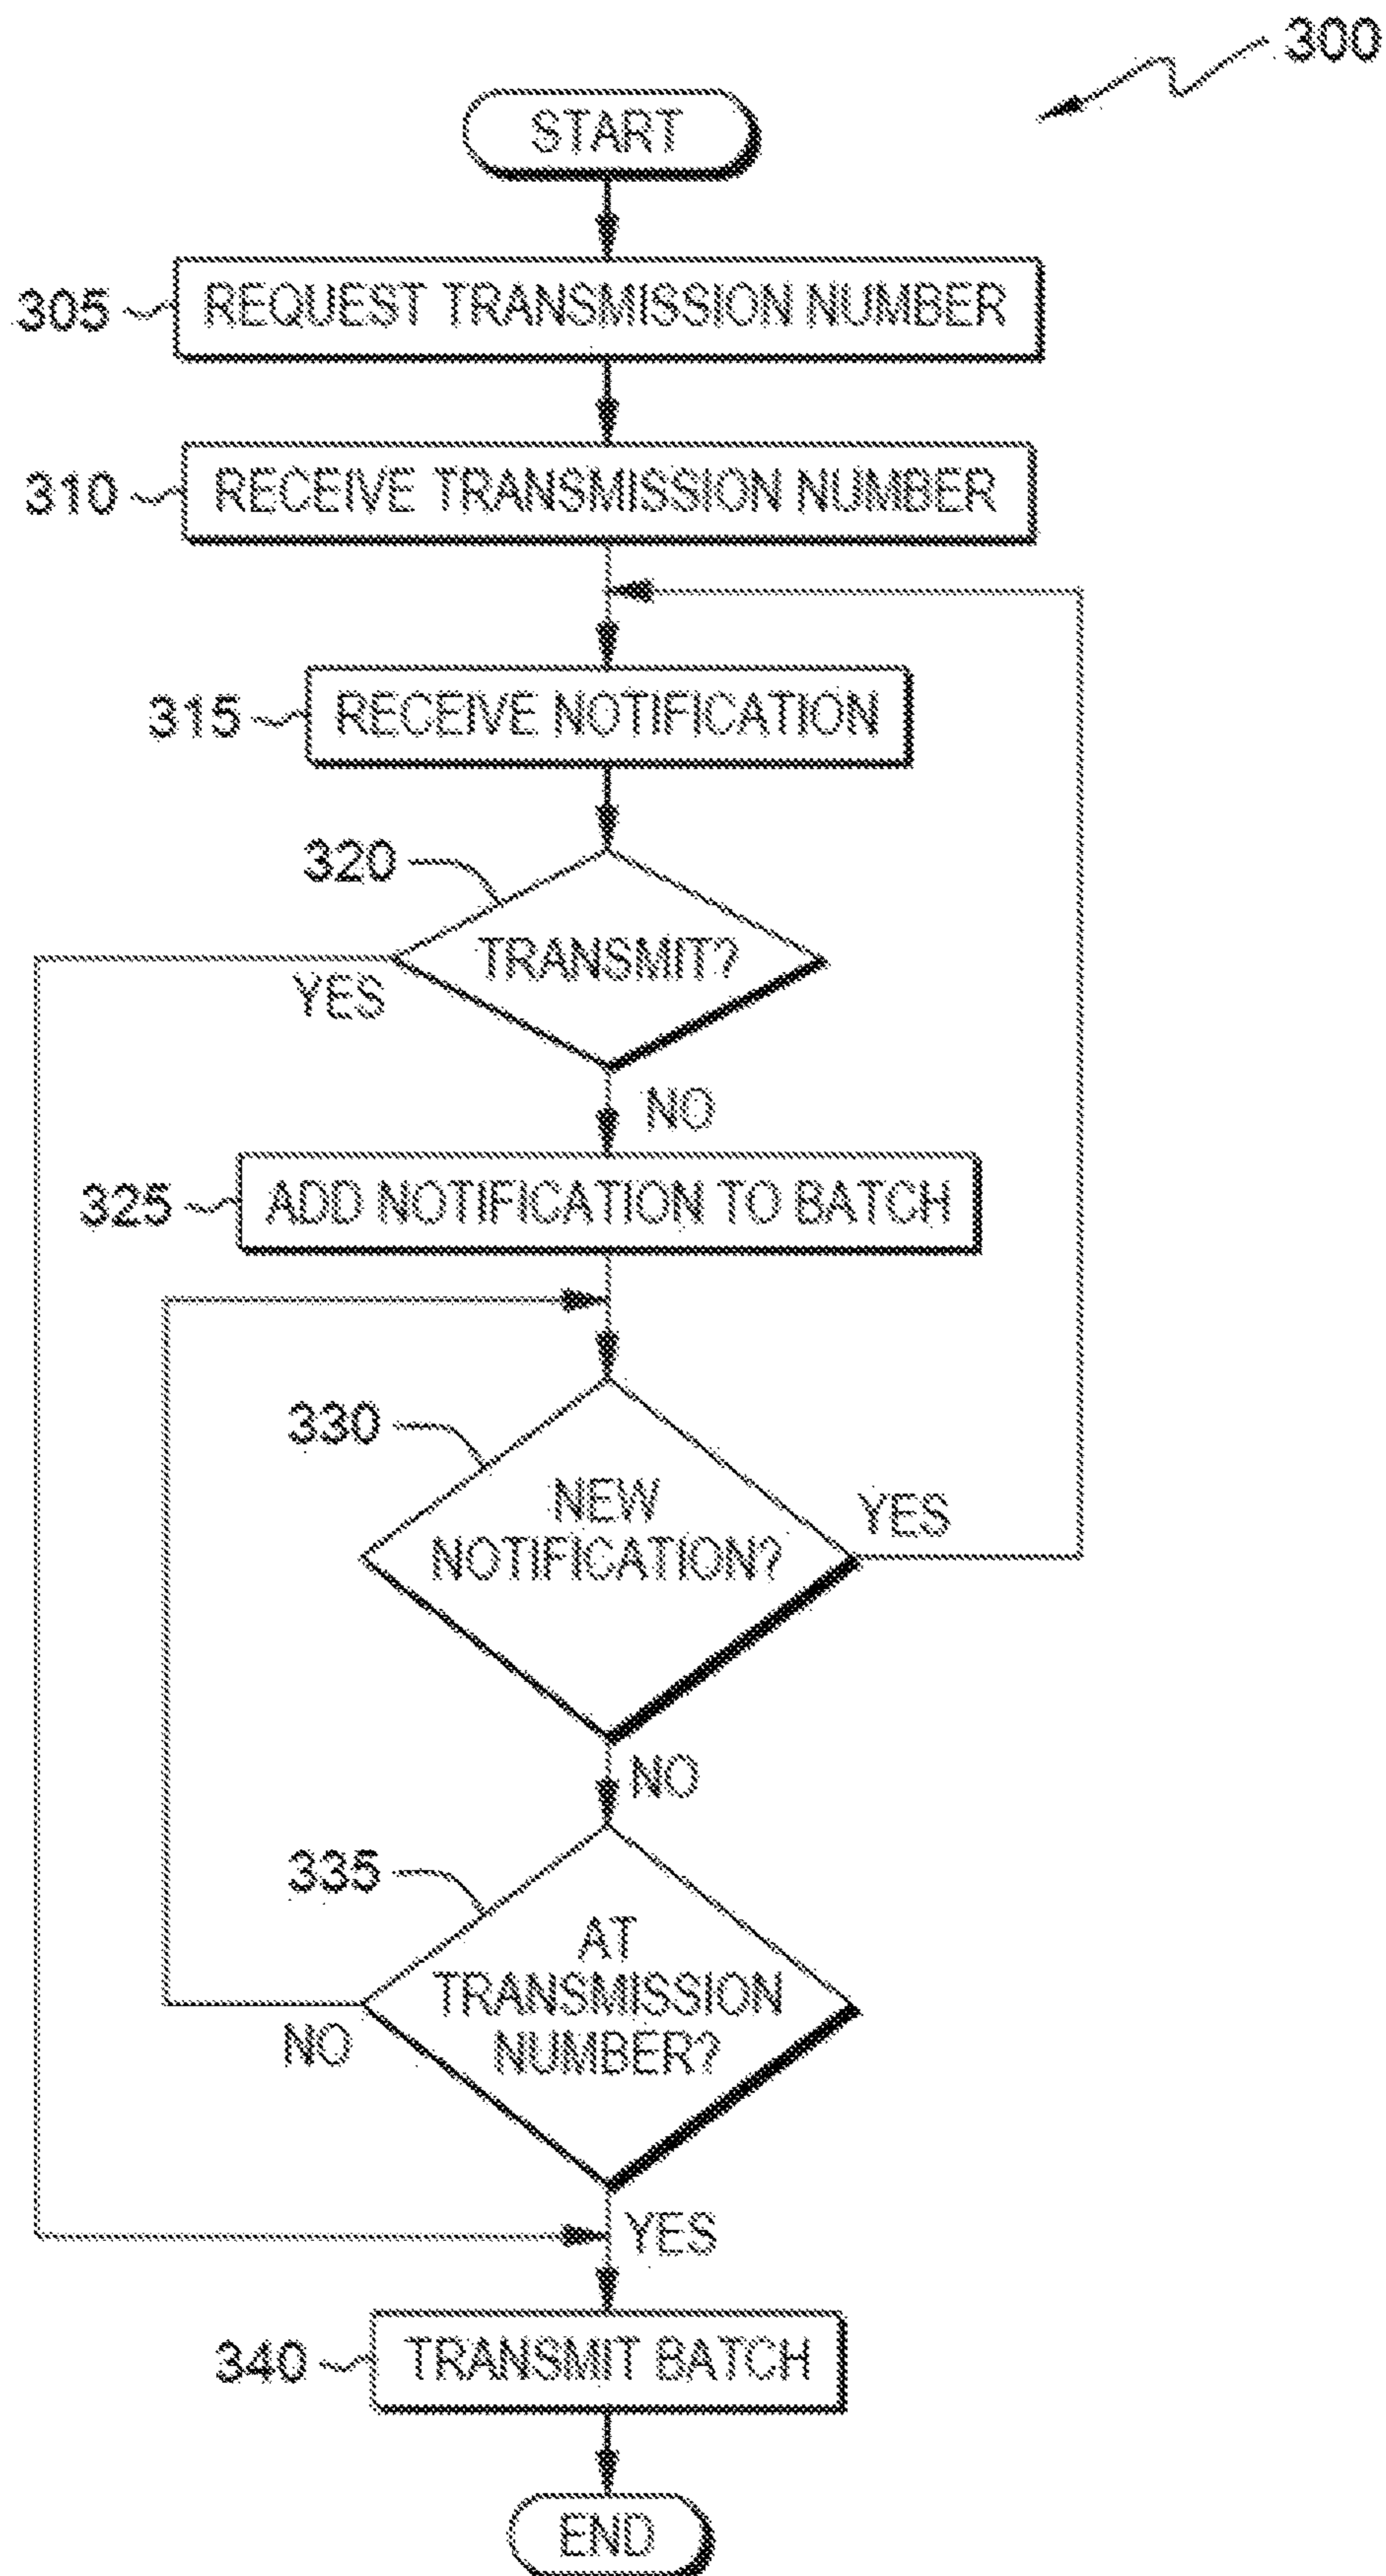 300
START
305
REQUEST TRANSMISSION NUMBER
310
RECEIVE TRANSMISSION NUMBER
315
RECEIVE NOTIFICATION
320
TRANSMIT?
YES
NO
325
ADD NOTIFICATION TO BATCH
330
NEW
NOTIFICATION?
YES
NO
335
AT
TRANSMISSION
NUMBER?
NO
YES
340
TRANSMIT BATCH
END